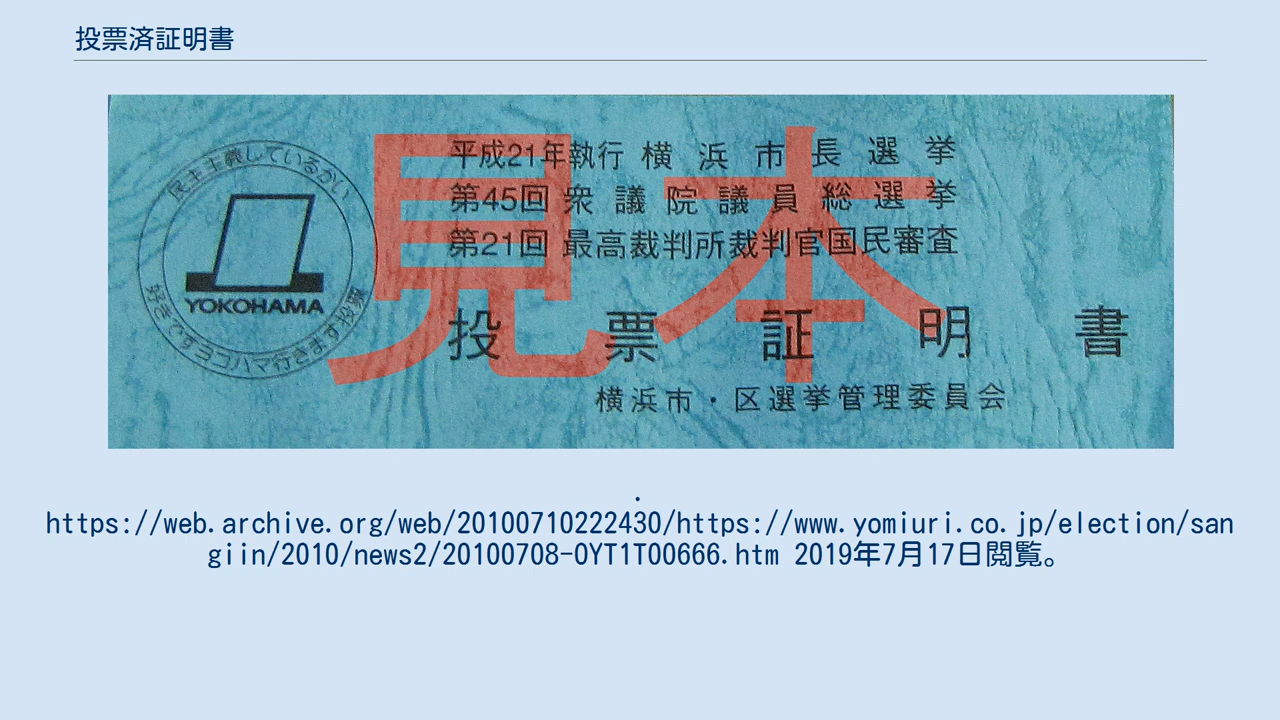 投票済証明書
平成21年執行 横浜市長選挙
第45回 衆議院議員総選挙
第21回 最高裁判所裁判官国民審査
投票証明書
横浜市・区選挙管理委員会
民主主義しているかい
YOKOHAMA
好きですヨコハマ行きます投票
見本
.
https://web.archive.org/web/20100710222430/https://www.yomiuri.co.jp/election/san
giin/2010/news2/20100708-OYT1T00666.htm 2019年7月17日閲覧。